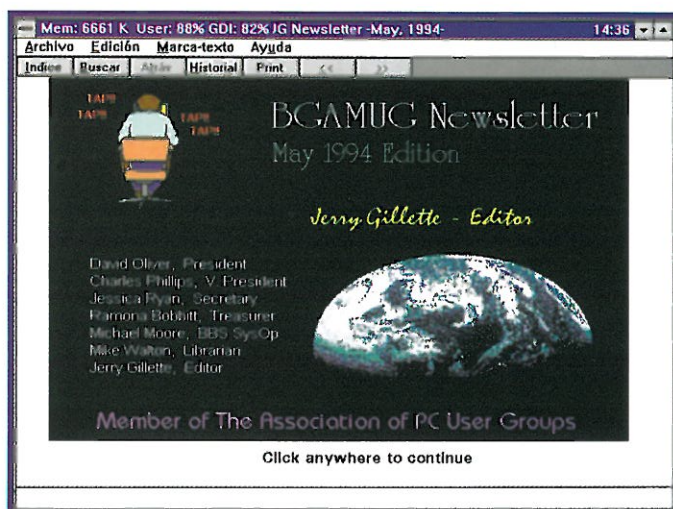 Mem: 6661 K User: 88% GDI: 82% JG Newsletter -May, 1994- 14:36
Archivo Edición Marca-texto Ayuda
Indice Buscar Atrás Historial Print << >>
TAP!! TAP!!
TAP!! TAP!!
BGAMUG Newsletter
May 1994 Edition
Jerry Gillette - Editor
David Oliver, President
Charles Phillips, V. President
Jessica Ryan, Secretary
Ramona Bobbitt, Treasurer
Michael Moore, BBS SysOp
Mike Walton, Librarian
Jerry Gillette, Editor
Member of The Association of PC User Groups
Click anywhere to continue